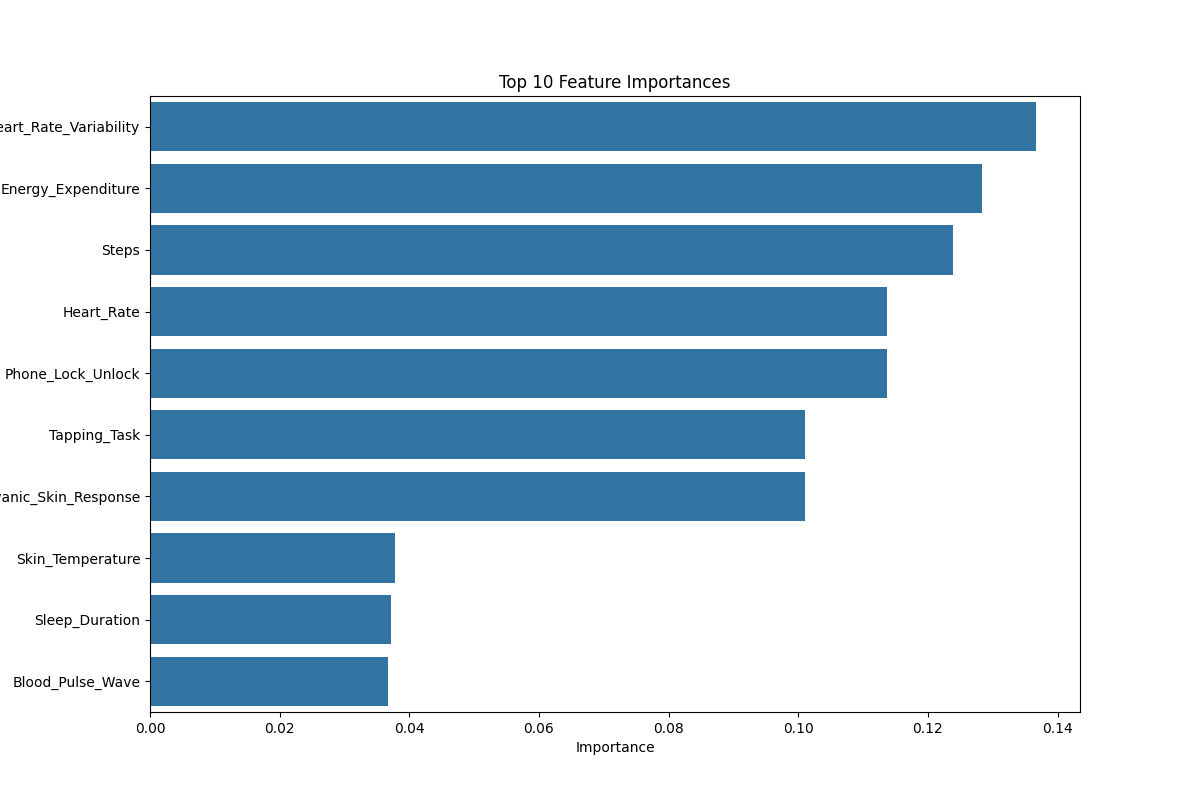 Top 10 Feature Importances
eart_Rate_Variability
Energy_Expenditure
Steps
Heart_Rate
Phone_Lock_Unlock
Tapping_Task
vanic_Skin_Response
Skin_Temperature
Sleep_Duration
Blood_Pulse_Wave
0.00 0.02 0.04 0.06 0.08 0.10 0.12 0.14
Importance